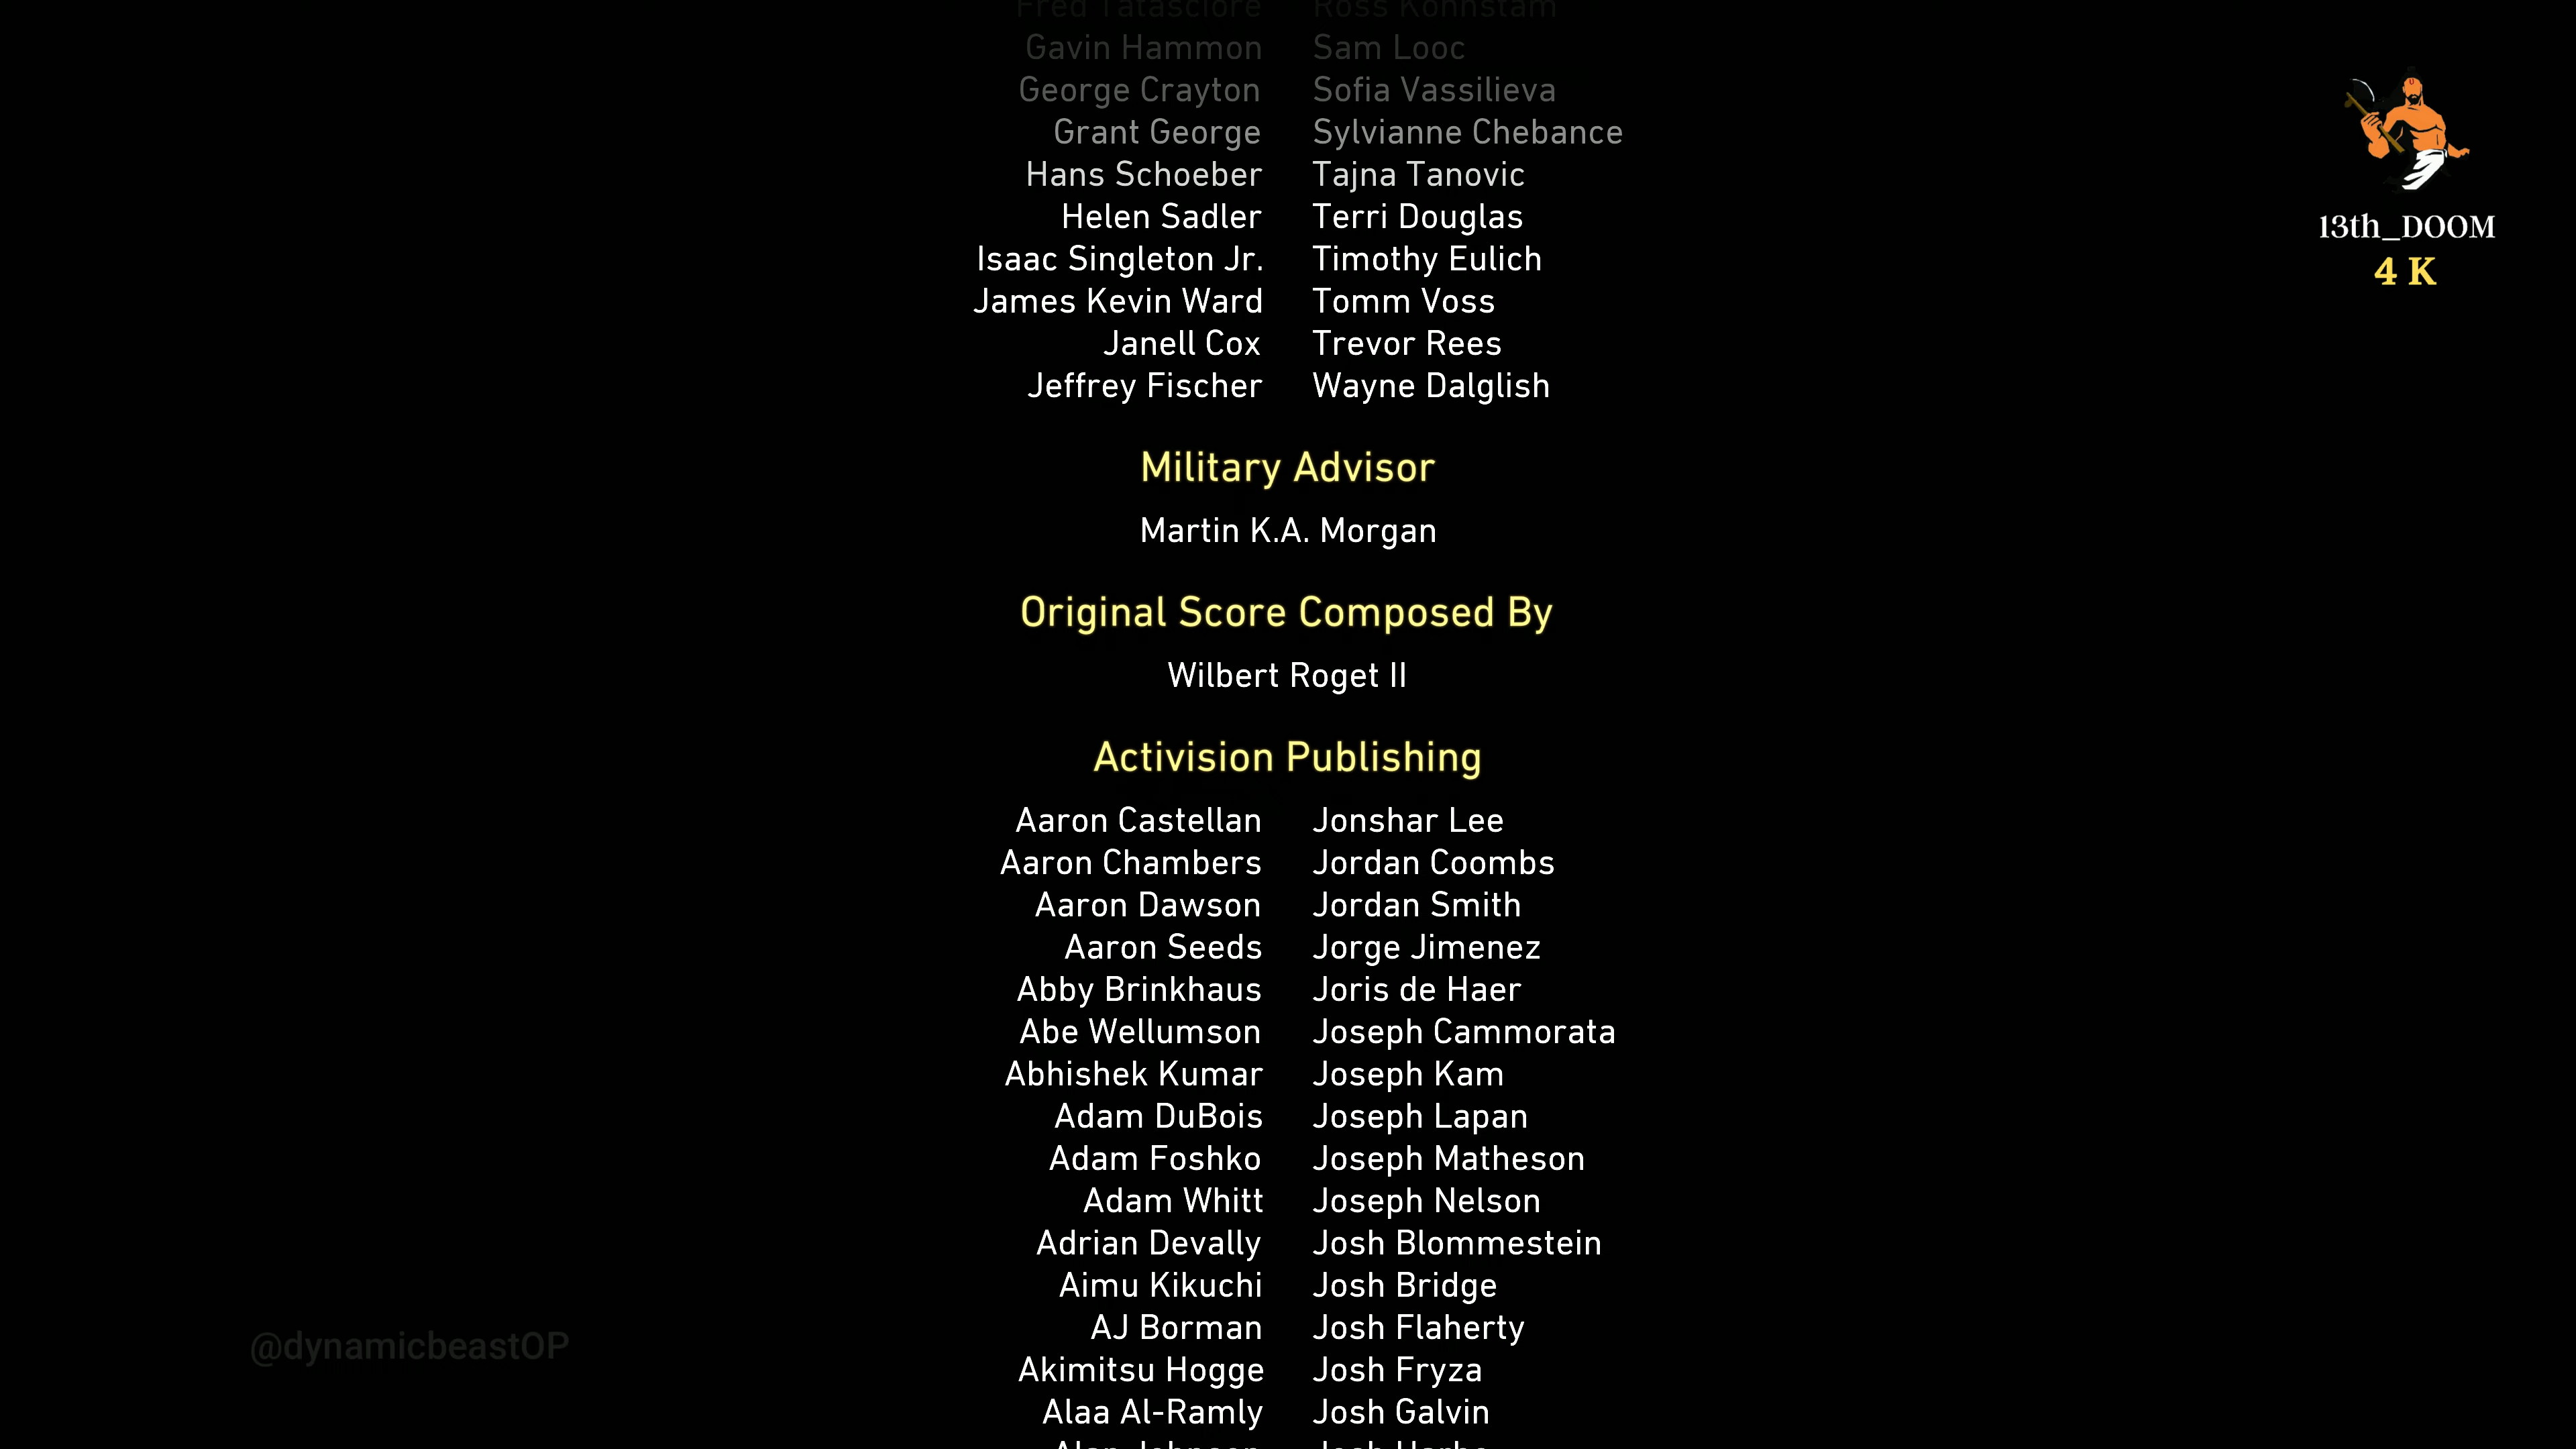 Fred Tatasciore Ross Kohnstam
Gavin Hammon Sam Looc
George Crayton Sofia Vassilieva
Grant George Sylvianne Chebance
Hans Schoeber Tajna Tanovic
Helen Sadler Terri Douglas
Isaac Singleton Jr. Timothy Eulich
James Kevin Ward Tomm Voss
Janell Cox Trevor Rees
Jeffrey Fischer Wayne Dalglish
Military Advisor
Martin K.A. Morgan
Original Score Composed By
Wilbert Roget II
Activision Publishing
Aaron Castellan Jonshar Lee
Aaron Chambers Jordan Coombs
Aaron Dawson Jordan Smith
Aaron Seeds Jorge Jimenez
Abby Brinkhaus Joris de Haer
Abe Wellumson Joseph Cammorata
Abhishek Kumar Joseph Kam
Adam DuBois Joseph Lapan
Adam Foshko Joseph Matheson
Adam Whitt Joseph Nelson
Adrian Devally Josh Blommestein
Aimu Kikuchi Josh Bridge
AJ Borman Josh Flaherty
Akimitsu Hogge Josh Fryza
Alaa Al-Ramly Josh Galvin
13th_DOOM
4 K
@dynamicbeastOP